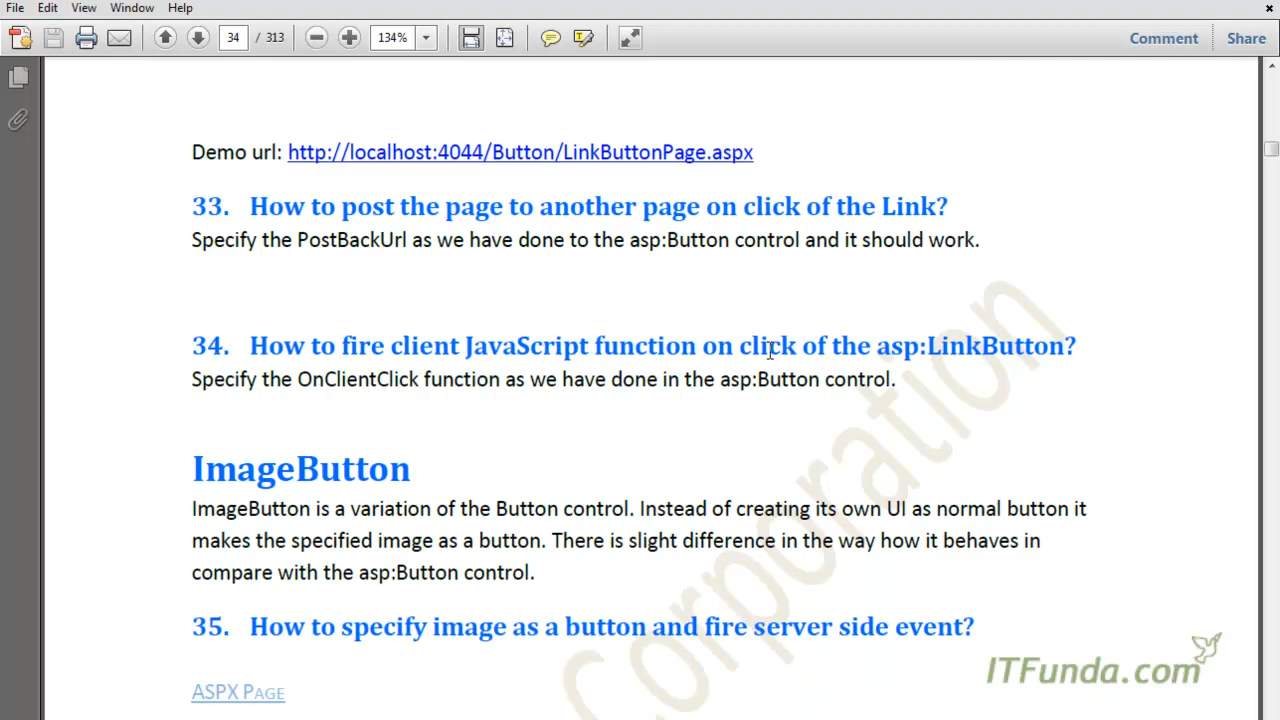 File Edit View Window Help
34 / 313 134% Comment Share
Demo url: http://localhost:4044/Button/LinkButtonPage.aspx
33. How to post the page to another page on click of the Link?
Specify the PostBackUrl as we have done to the asp:Button control and it should work.
34. How to fire client JavaScript function on click of the asp:LinkButton?
Specify the OnClientClick function as we have done in the asp:Button control.
ImageButton
ImageButton is a variation of the Button control. Instead of creating its own UI as normal button it
makes the specified image as a button. There is slight difference in the way how it behaves in
compare with the asp:Button control.
35. How to specify image as a button and fire server side event?
ASPX PAGE
Corporation
ITFunda.com